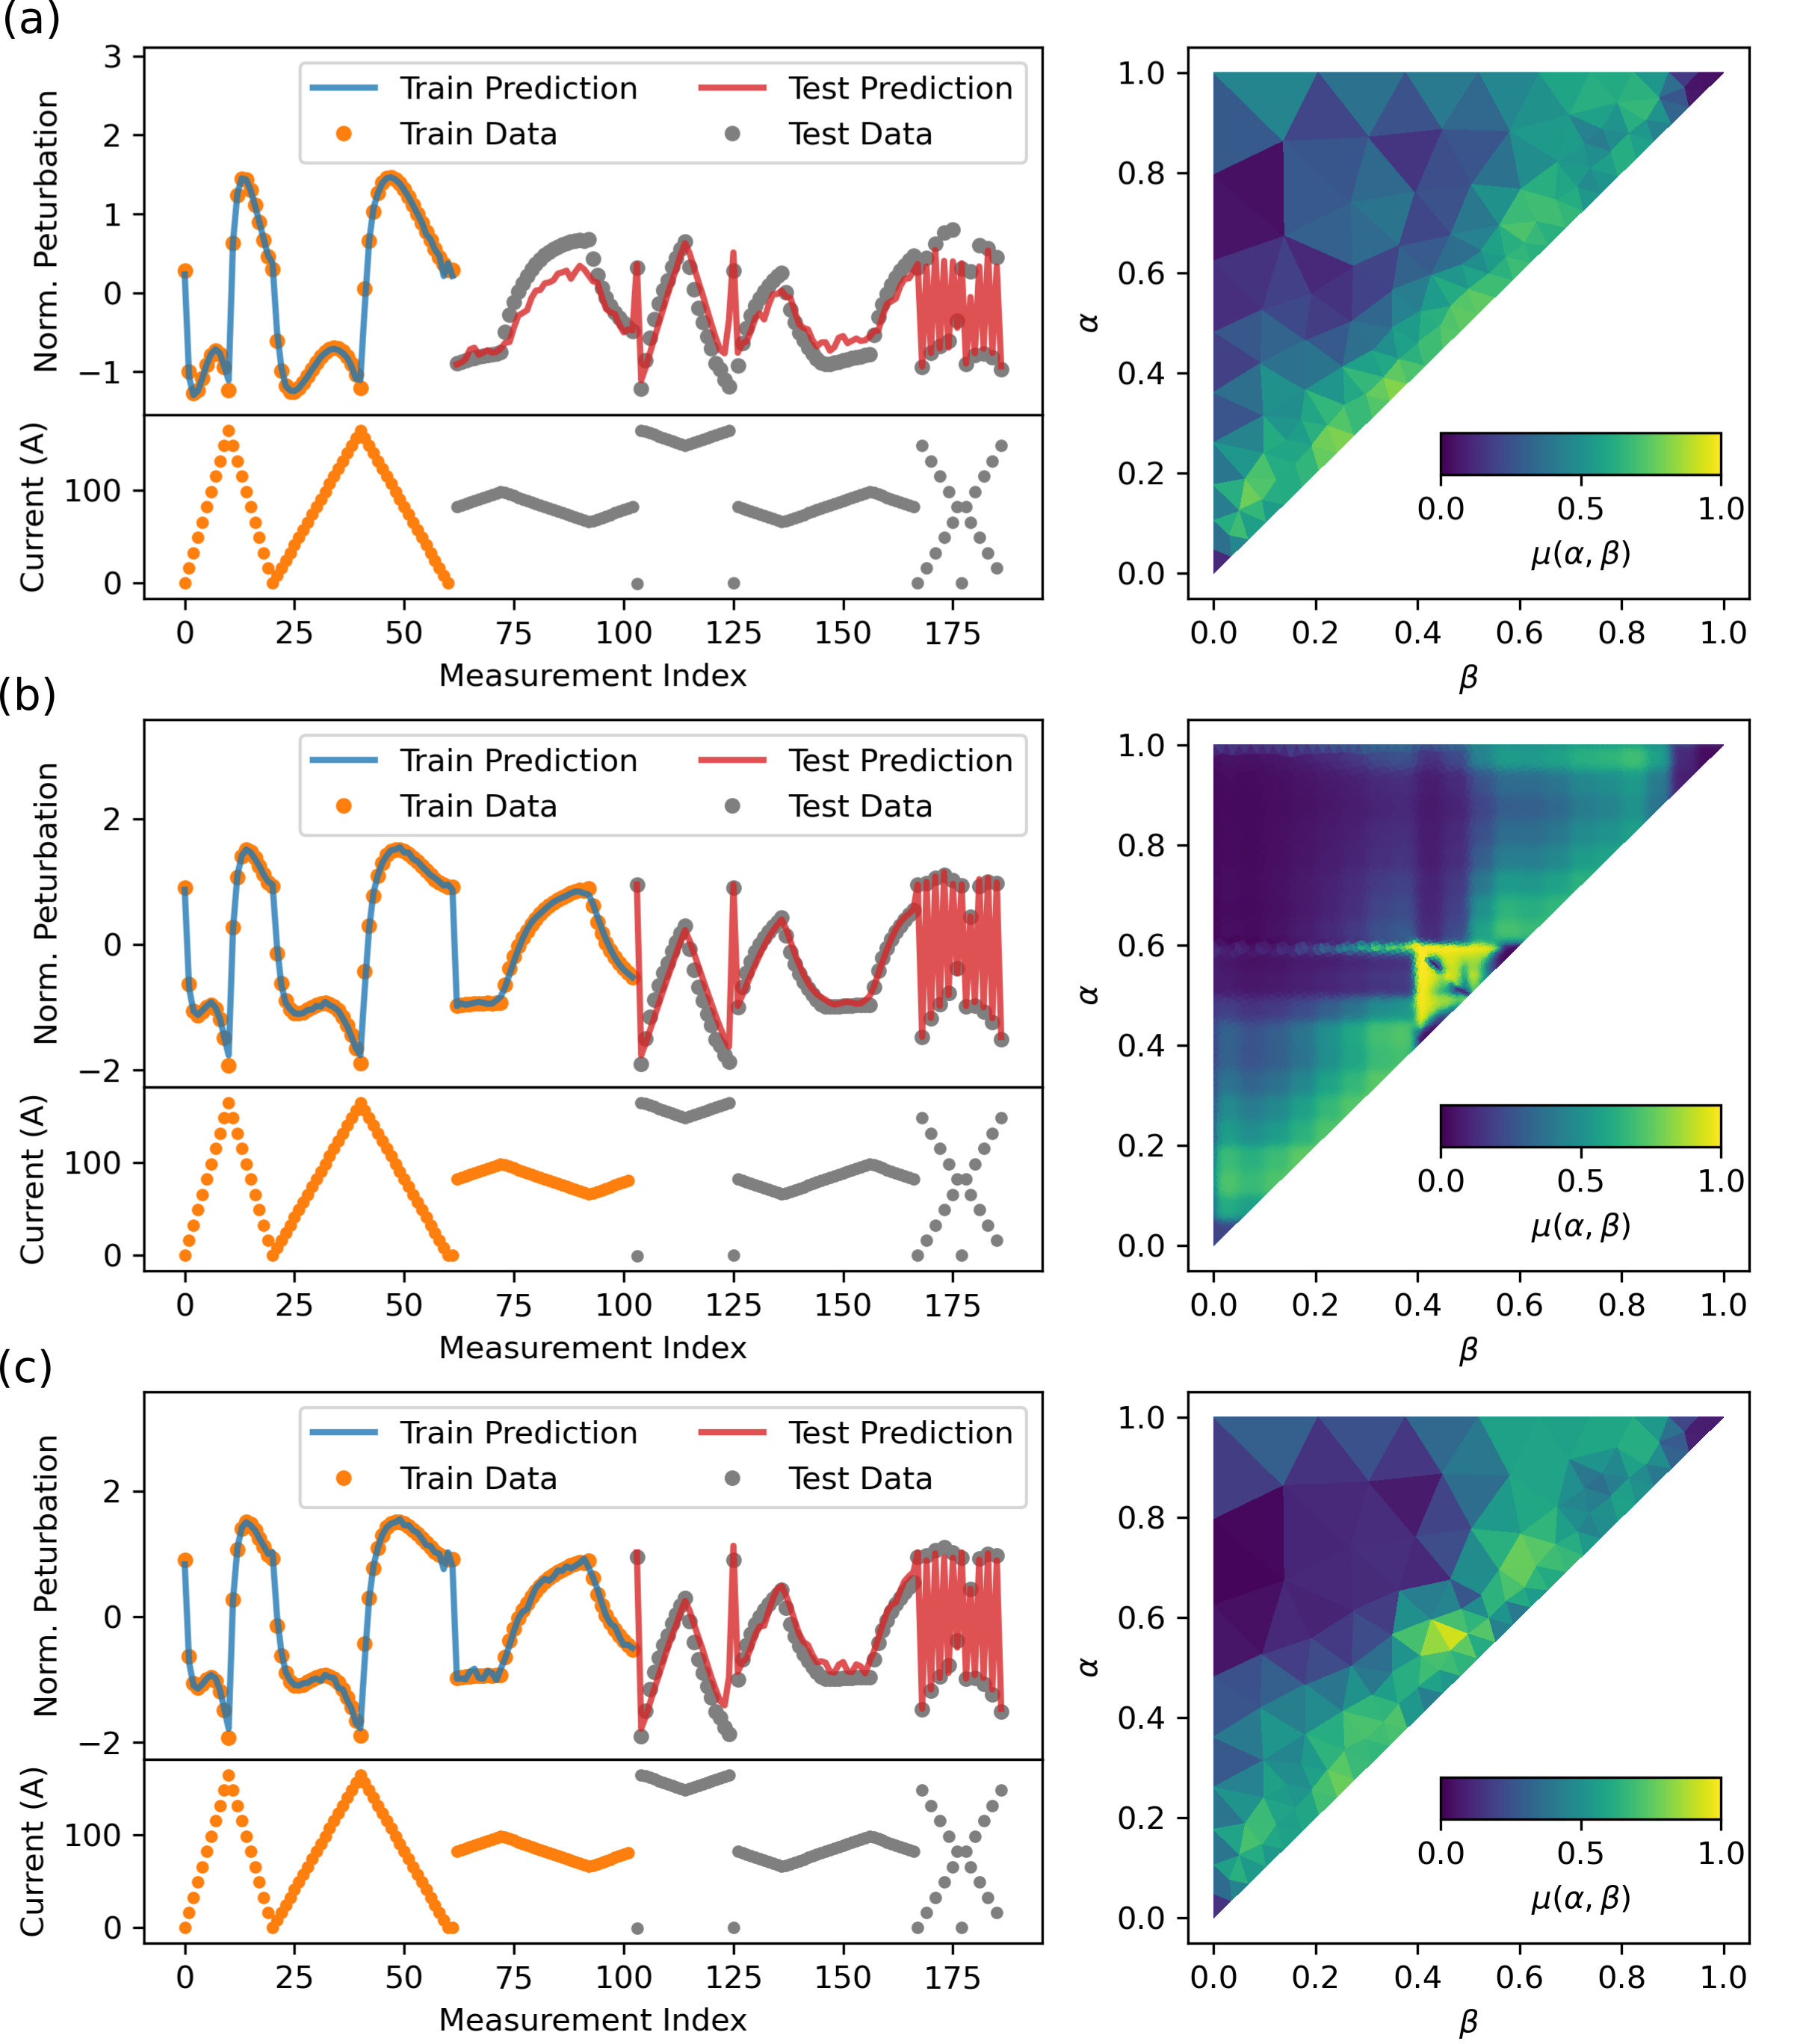 (a)
3
2
1
0
−1
Norm. Peturbation
Train Prediction
Test Prediction
Train Data
Test Data
100
0
Current (A)
0 25 50 75 100 125 150 175
Measurement Index
1.0
0.8
0.6
0.4
0.2
0.0
α
0.0 0.5 1.0
μ(α, β)
0.0 0.2 0.4 0.6 0.8 1.0
β
(b)
2
0
−2
Norm. Peturbation
Train Prediction
Test Prediction
Train Data
Test Data
100
0
Current (A)
0 25 50 75 100 125 150 175
Measurement Index
1.0
0.8
0.6
0.4
0.2
0.0
α
0.0 0.5 1.0
μ(α, β)
0.0 0.2 0.4 0.6 0.8 1.0
β
(c)
2
0
−2
Norm. Peturbation
Train Prediction
Test Prediction
Train Data
Test Data
100
0
Current (A)
0 25 50 75 100 125 150 175
Measurement Index
1.0
0.8
0.6
0.4
0.2
0.0
α
0.0 0.5 1.0
μ(α, β)
0.0 0.2 0.4 0.6 0.8 1.0
β